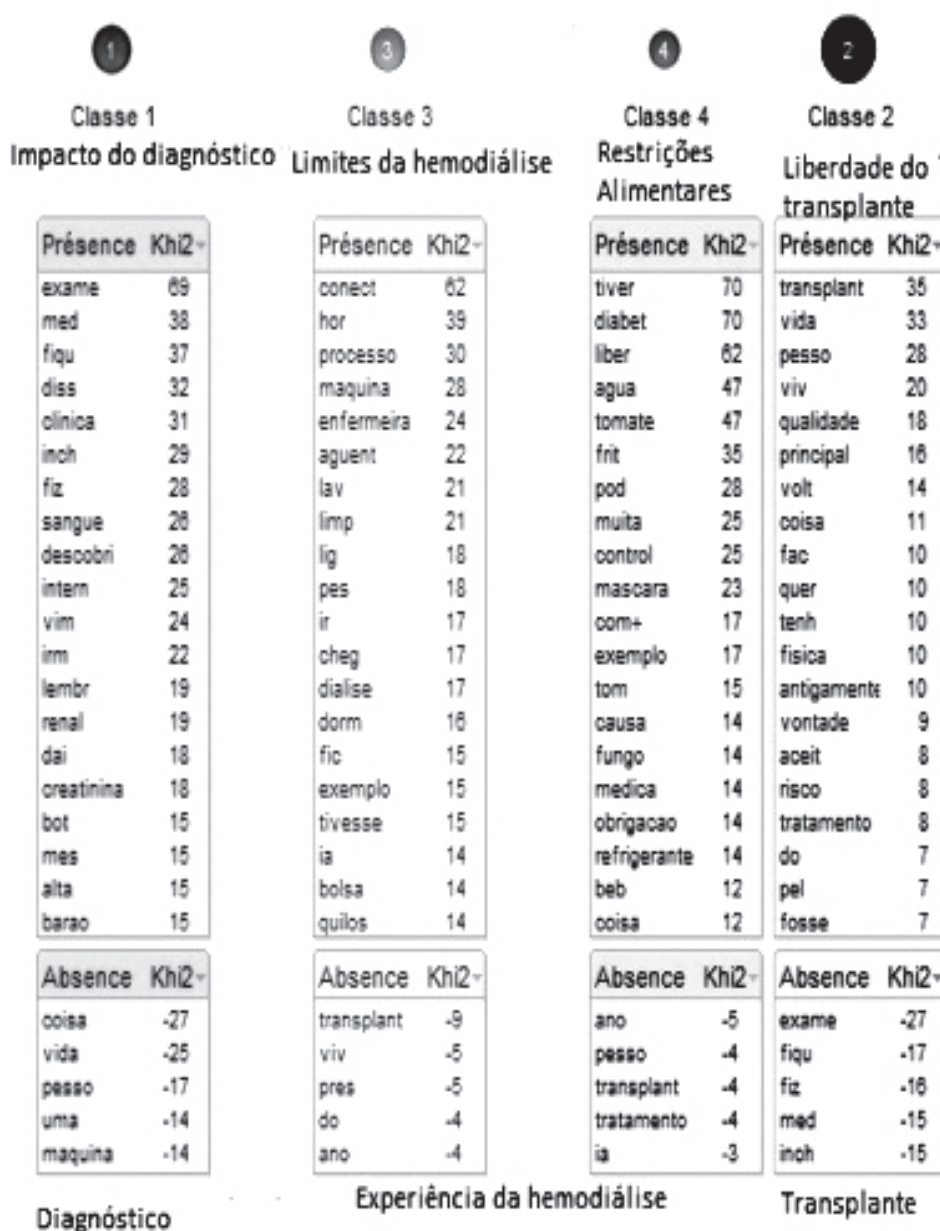 1 3 4 2
Classe 1 Classe 3 Classe 4 Classe 2
Impacto do diagnóstico Limites da hemodiálise Restrições Alimentares Liberdade do transplante
Présence Khi2 Présence Khi2 Présence Khi2 Présence Khi2
exame 69 conect 62 tiver 70 transplant 35
med 38 hor 39 diabet 70 vida 33
fiqu 37 processo 30 liber 62 pesso 28
diss 32 maquina 28 agua 47 viv 20
clinica 31 enfermeira 24 tomate 47 qualidade 18
inch 29 aguent 22 frit 35 principal 16
fiz 28 lav 21 pod 28 volt 14
sangue 26 limp 21 muita 25 coisa 11
descobri 26 lig 18 control 25 fac 10
intern 25 pes 18 mascara 23 quer 10
vim 24 ir 17 com+ 17 tenh 10
irm 22 cheg 17 exemplo 17 fisica 10
lembr 19 dialise 17 tom 15 antigamente 10
renal 19 dorm 16 causa 14 vontade 9
dai 18 fic 15 fungo 14 aceit 8
creatinina 18 exemplo 15 medica 14 risco 8
bot 15 tivesse 15 obrigacao 14 tratamento 8
mes 15 ia 14 refrigerante 14 do 7
alta 15 bolsa 14 beb 12 pel 7
barao 15 quilos 14 coisa 12 fosse 7
Absence Khi2 Absence Khi2 Absence Khi2 Absence Khi2
coisa -27 transplant -9 ano -5 exame -27
vida -25 viv -5 pesso -4 fiqu -17
pesso -17 pres -5 transplant -4 fiz -16
uma -14 do -4 tratamento -4 med -15
maquina -14 ano -4 ia -3 inch -15
Diagnóstico Experiência da hemodiálise Transplante